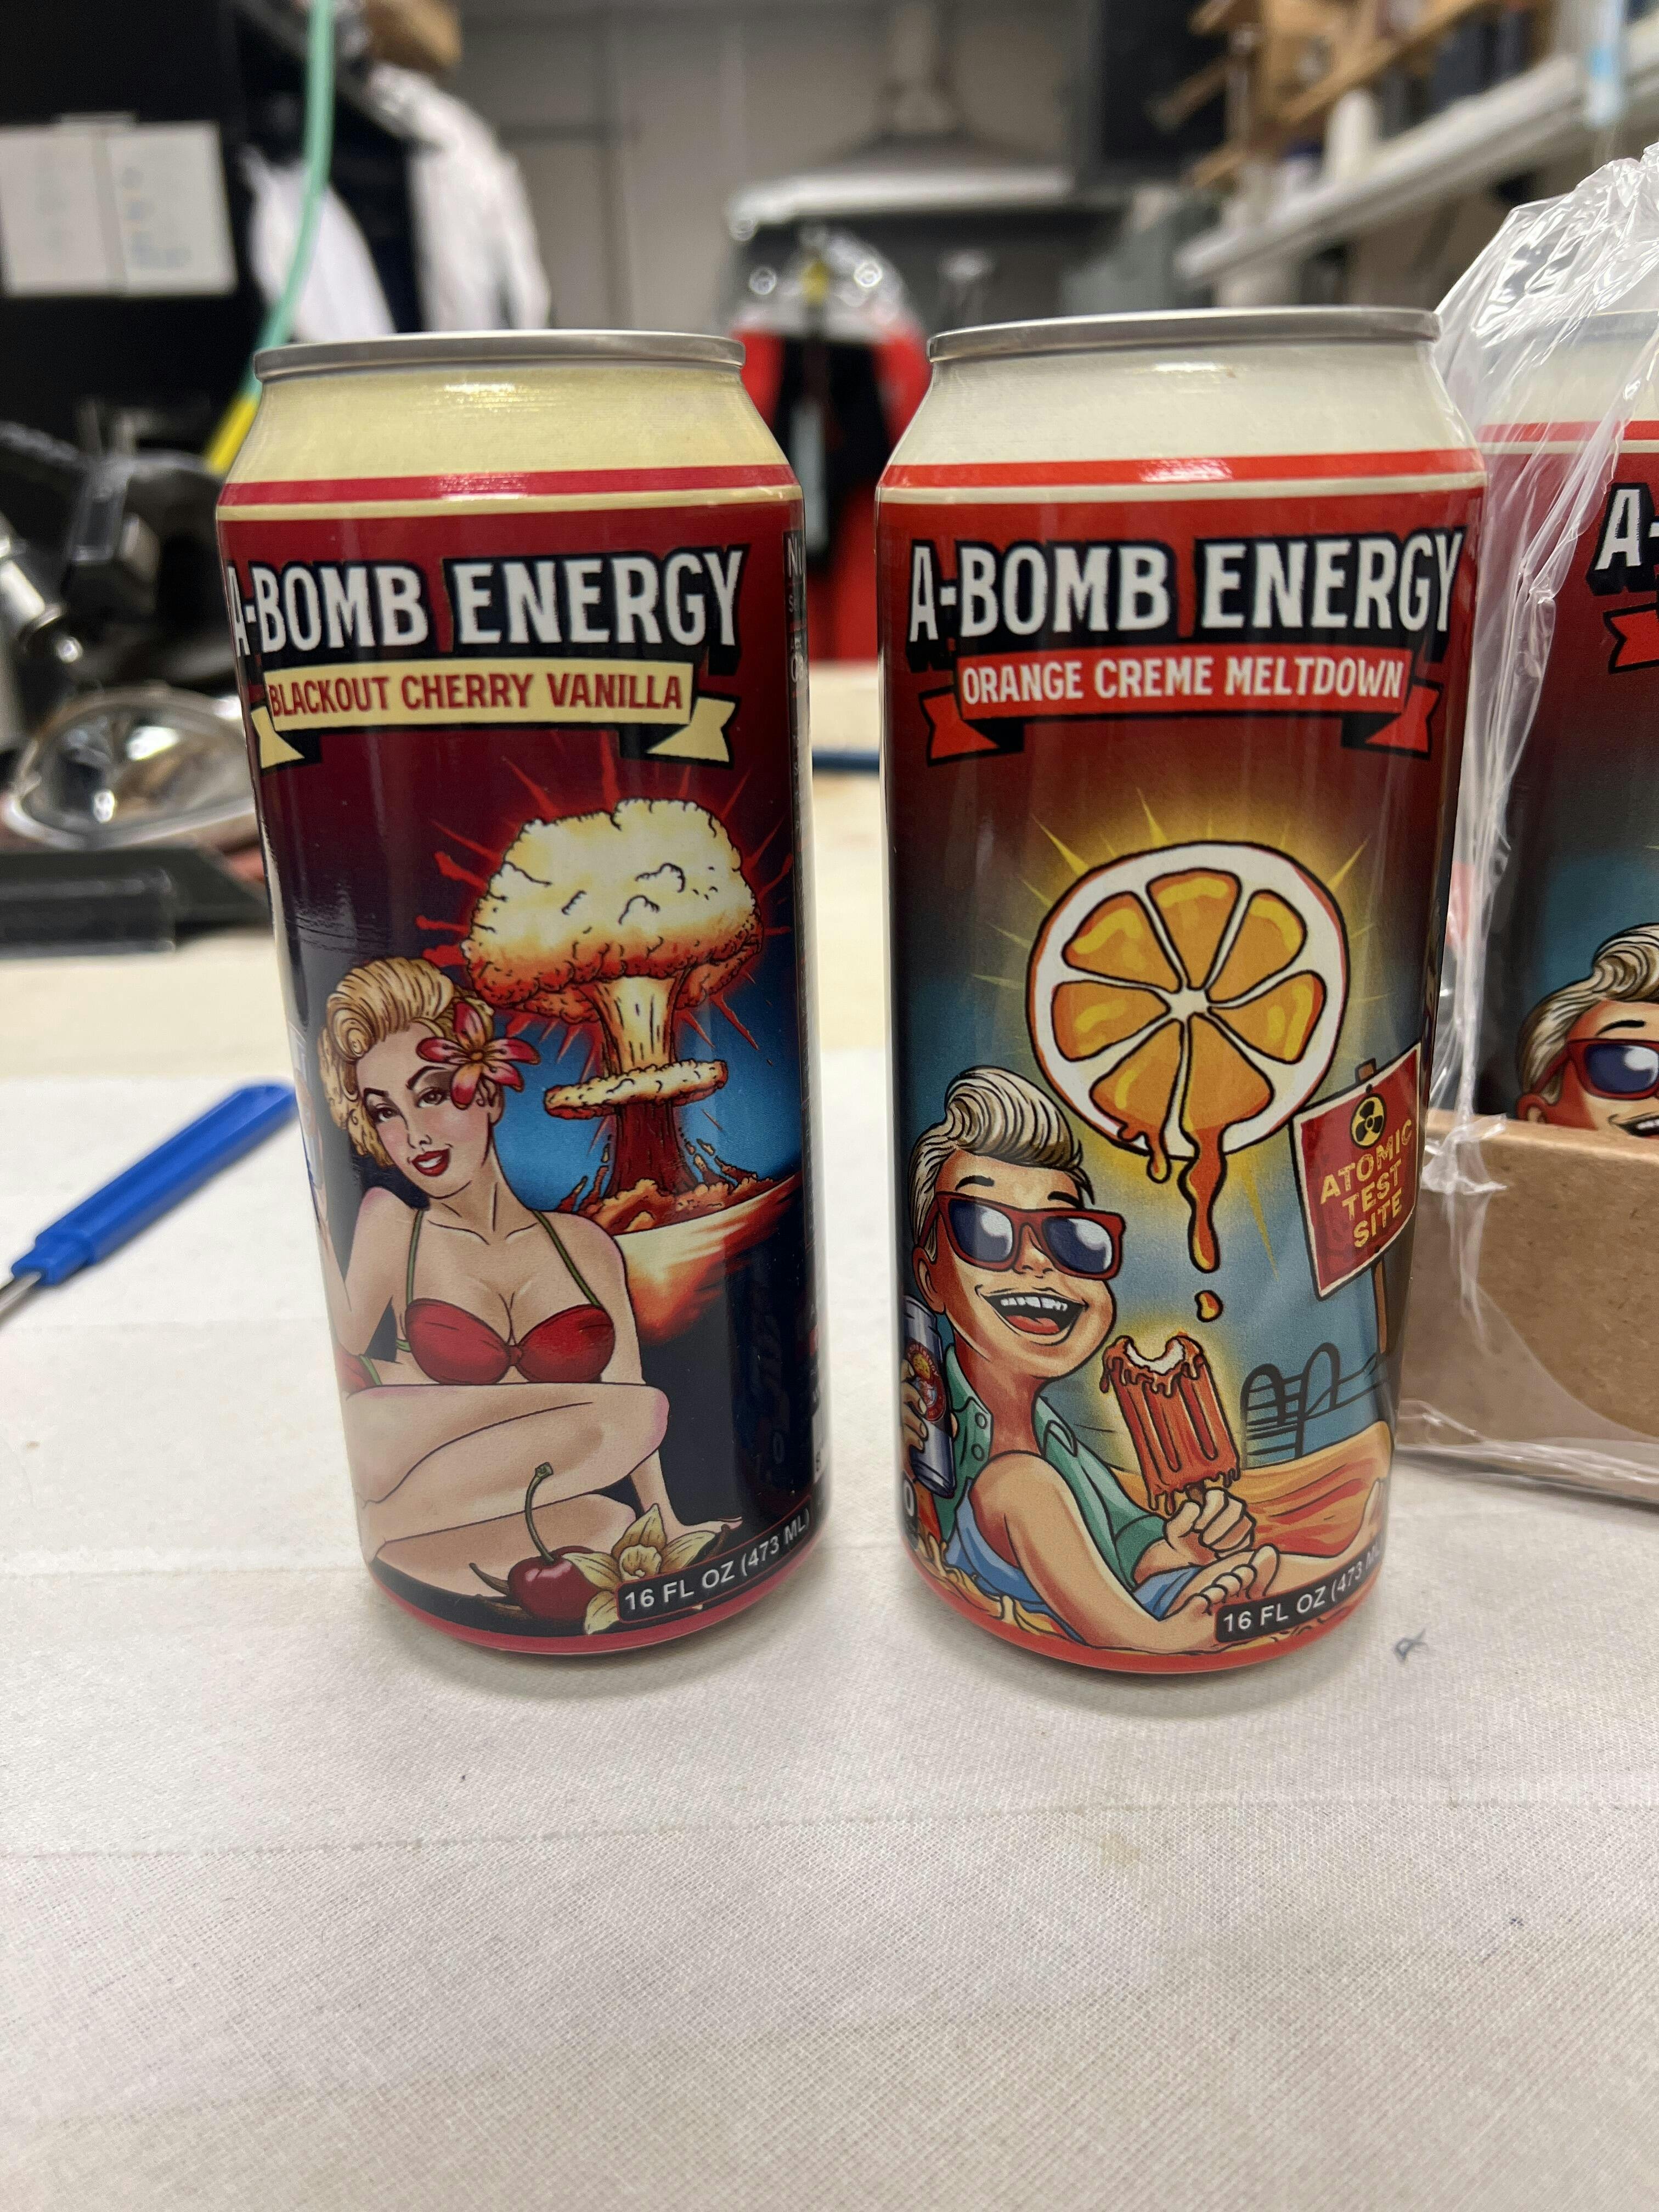 A-BOMB ENERGY
BLACKOUT CHERRY VANILLA
16 FL OZ (473 ML)
A-BOMB ENERGY
ORANGE CREME MELTDOWN
ATOMIC
TEST
SITE
16 FL OZ (473
A-